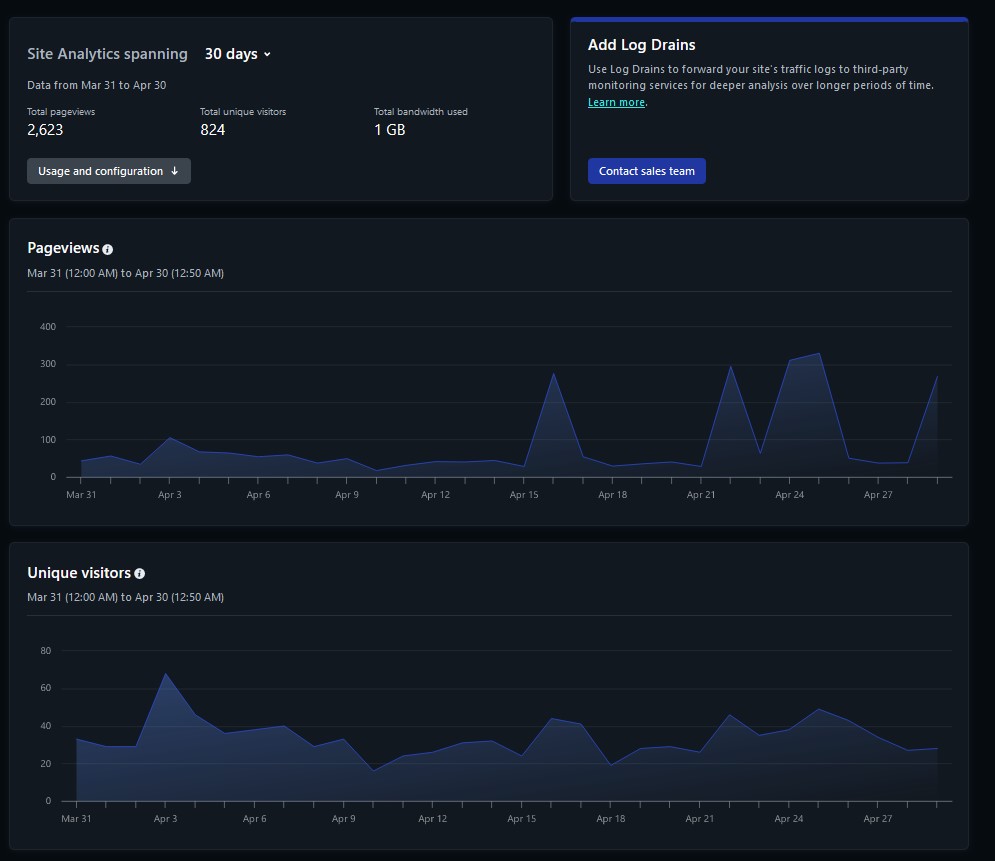 Site Analytics spanning 30 days
Data from Mar 31 to Apr 30
Total pageviews Total unique visitors Total bandwidth used
2,623 824 1 GB
Usage and configuration ↓
Add Log Drains
Use Log Drains to forward your site's traffic logs to third-party
monitoring services for deeper analysis over longer periods of time.
Learn more.
Contact sales team
Pageviews
Mar 31 (12:00 AM) to Apr 30 (12:50 AM)
400
300
200
100
0
Mar 31 Apr 3 Apr 6 Apr 9 Apr 12 Apr 15 Apr 18 Apr 21 Apr 24 Apr 27
Unique visitors
Mar 31 (12:00 AM) to Apr 30 (12:50 AM)
80
60
40
20
0
Mar 31 Apr 3 Apr 6 Apr 9 Apr 12 Apr 15 Apr 18 Apr 21 Apr 24 Apr 27